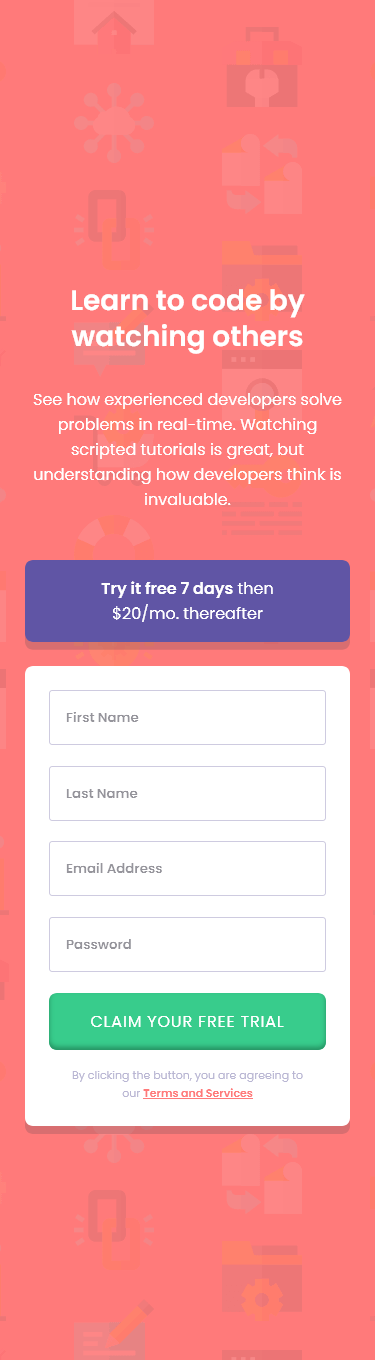 Learn to code by
watching others
See how experienced developers solve
problems in real-time. Watching
scripted tutorials is great, but
understanding how developers think is
invaluable.
Try it free 7 days then
$20/mo. thereafter
First Name
Last Name
Email Address
Password
CLAIM YOUR FREE TRIAL
By clicking the button, you are agreeing to
our Terms and Services